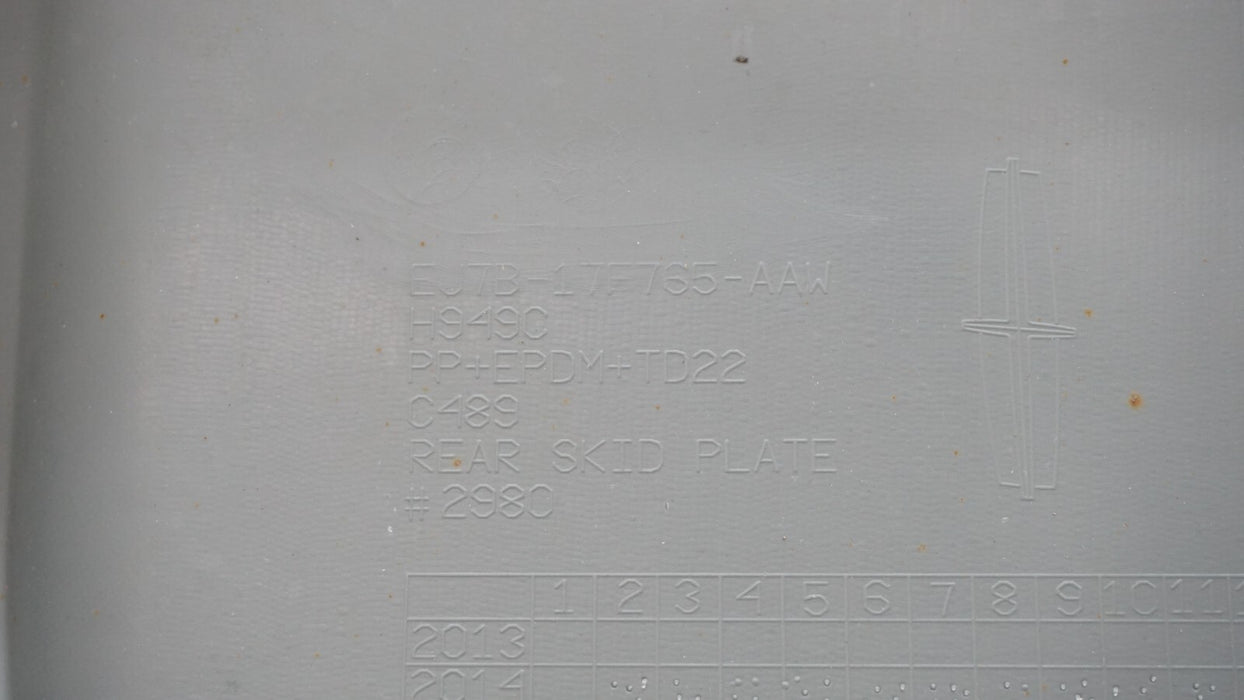 EJ7B-17F765-AAW
H949C
PP+EPDM+TD22
C489
REAR SKID PLATE
# 298C
1 2 3 4 5 6 7 8 9 10 11
2013
2014